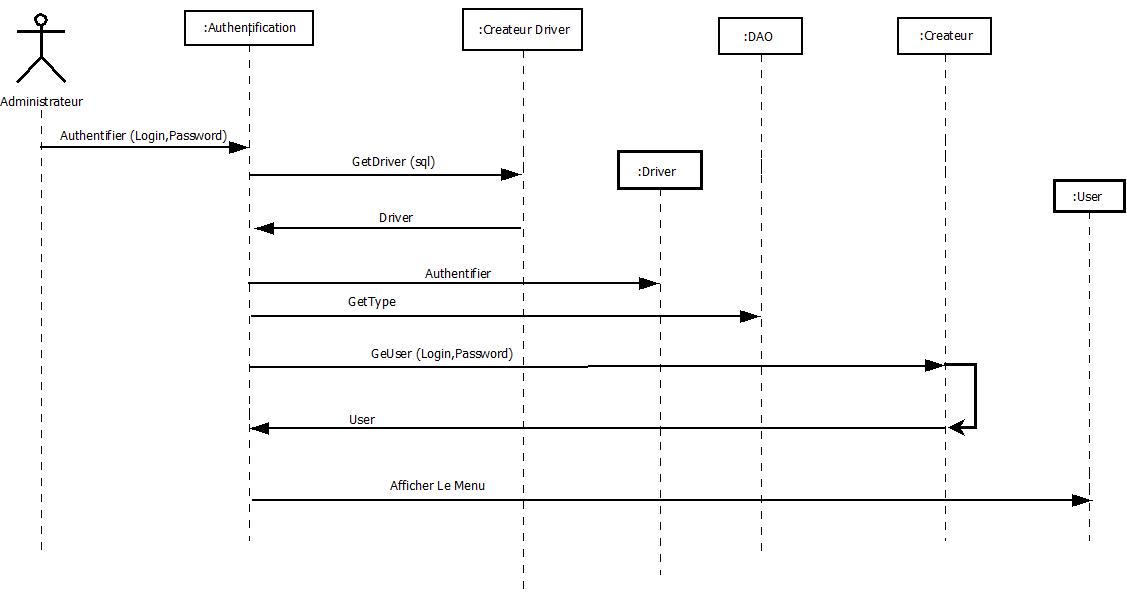 :Authentification
:Createur Driver
:DAO
:Createur
Administrateur
Authentifier (Login,Password)
GetDriver (sql)
:Driver
:User
Driver
Authentifier
GetType
GeUser (Login,Password)
User
Afficher Le Menu